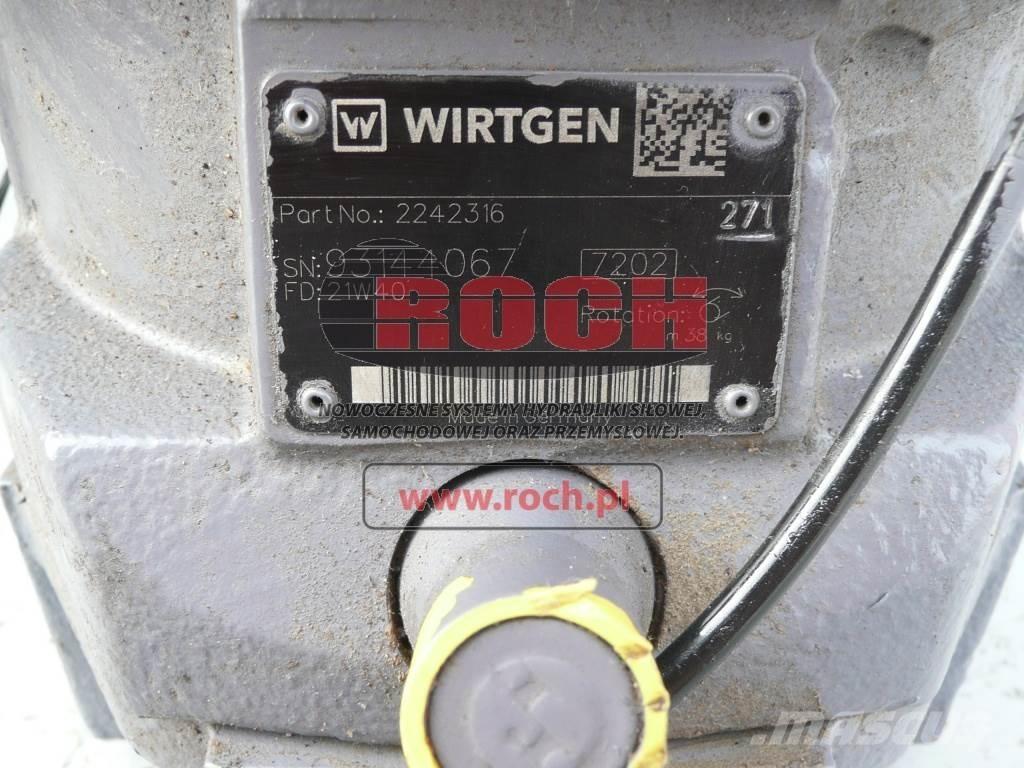 W WIRTGEN
Part No.: 2242316
271
SN: 93144067
7202
FD: 21W40
Rotation:
m 38 kg
ROCH
NOWOCZESNE SYSTEMY HYDRAULIKI SIŁOWEJ,
SAMOCHODOWEJ ORAZ PRZEMYSŁOWEJ.
www.roch.pl
MASCUS